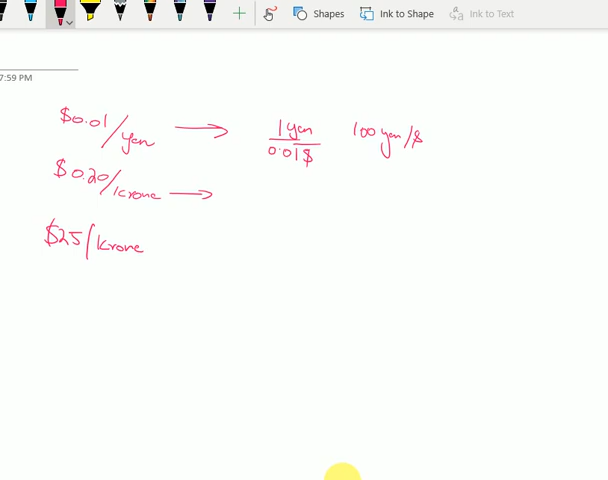 Shapes Ink to Shape Ink to Text
7:59 PM
$0.01/yen → 1 yen/0.01$ 100 yen/$
$0.20/krone →
$25/krone